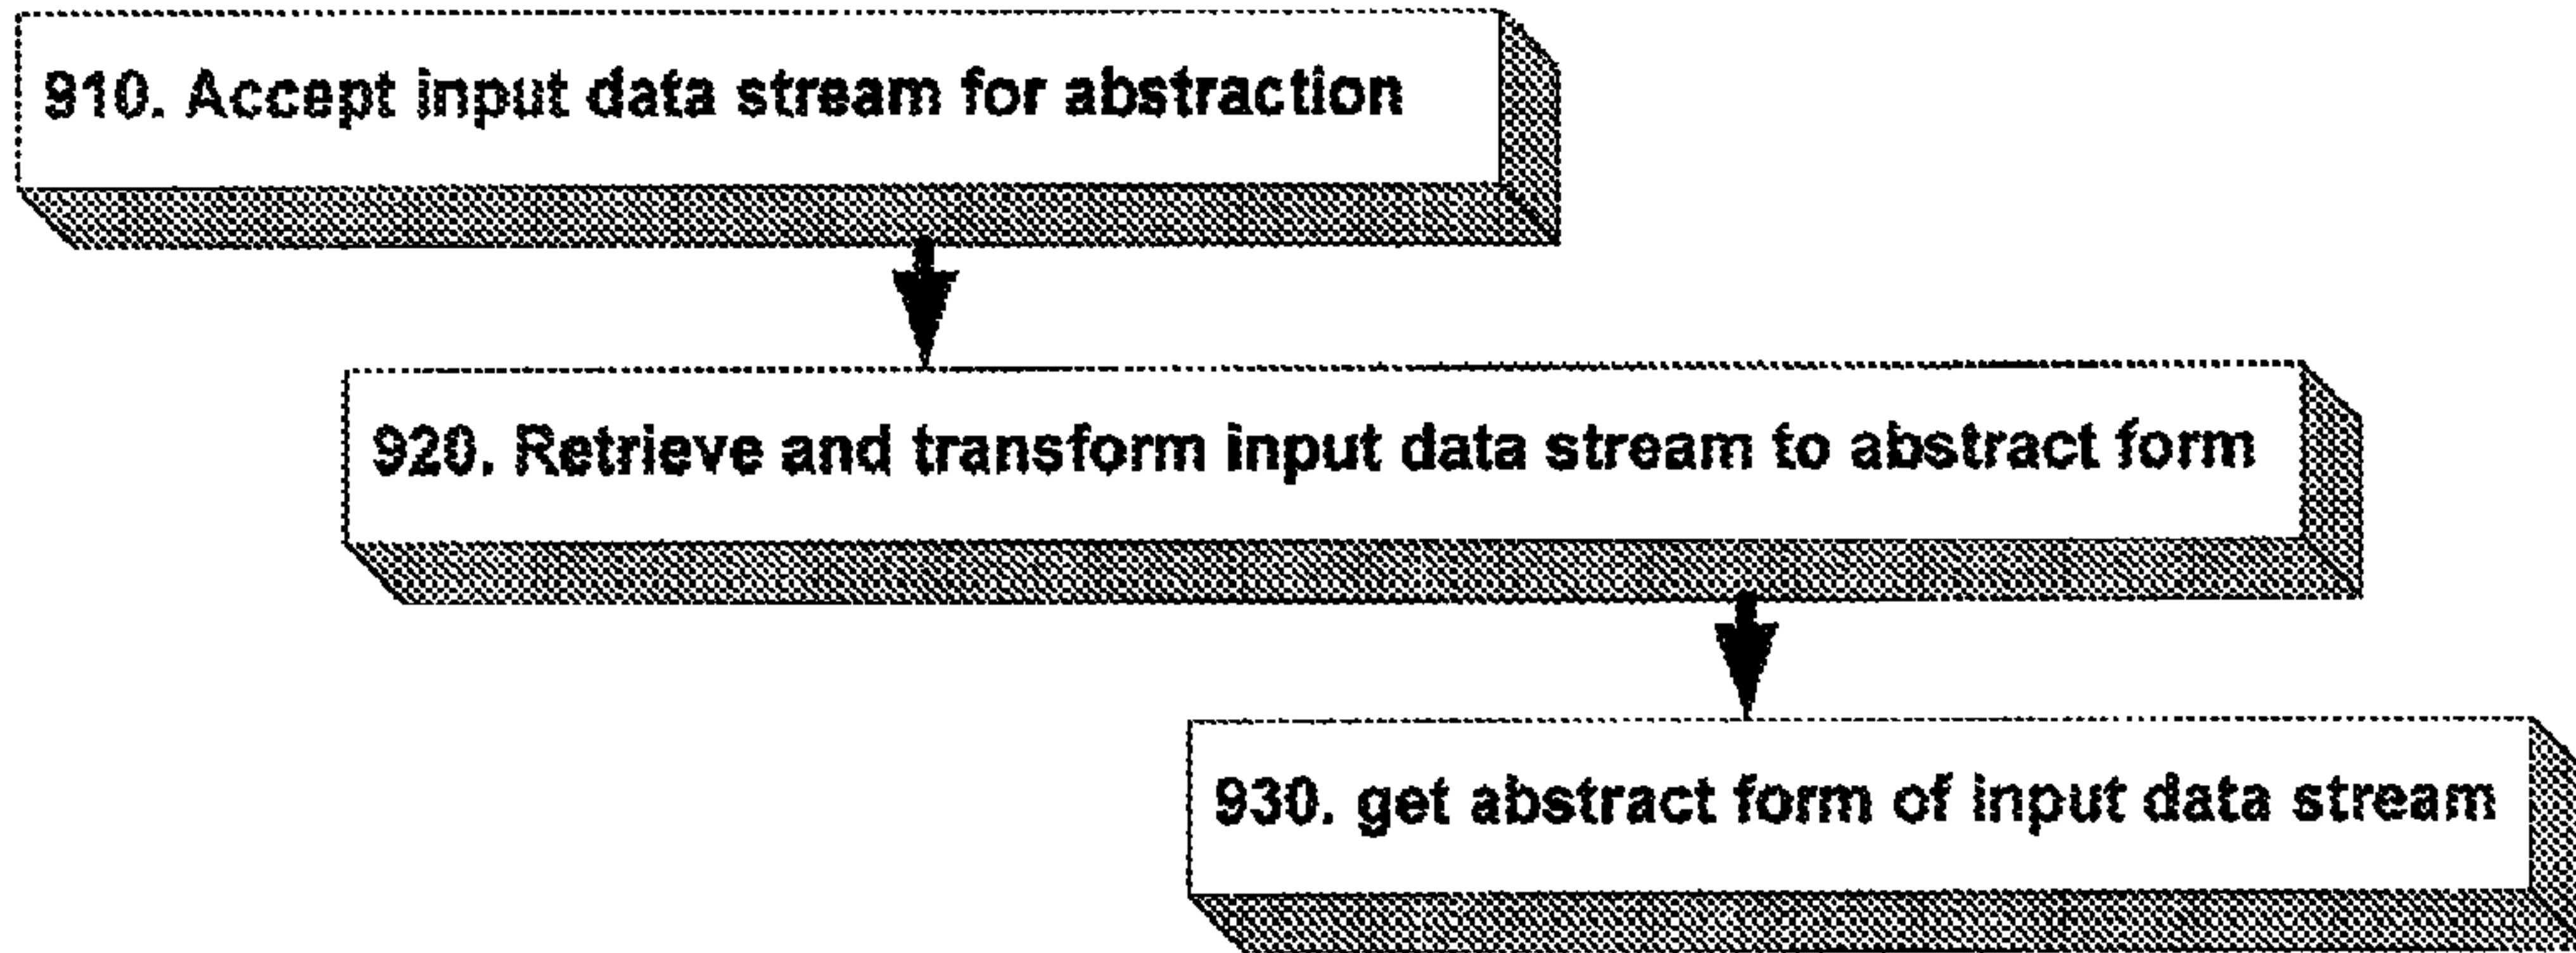 910. Accept input data stream for abstraction
920. Retrieve and transform input data stream to abstract form
930. get abstract form of input data stream